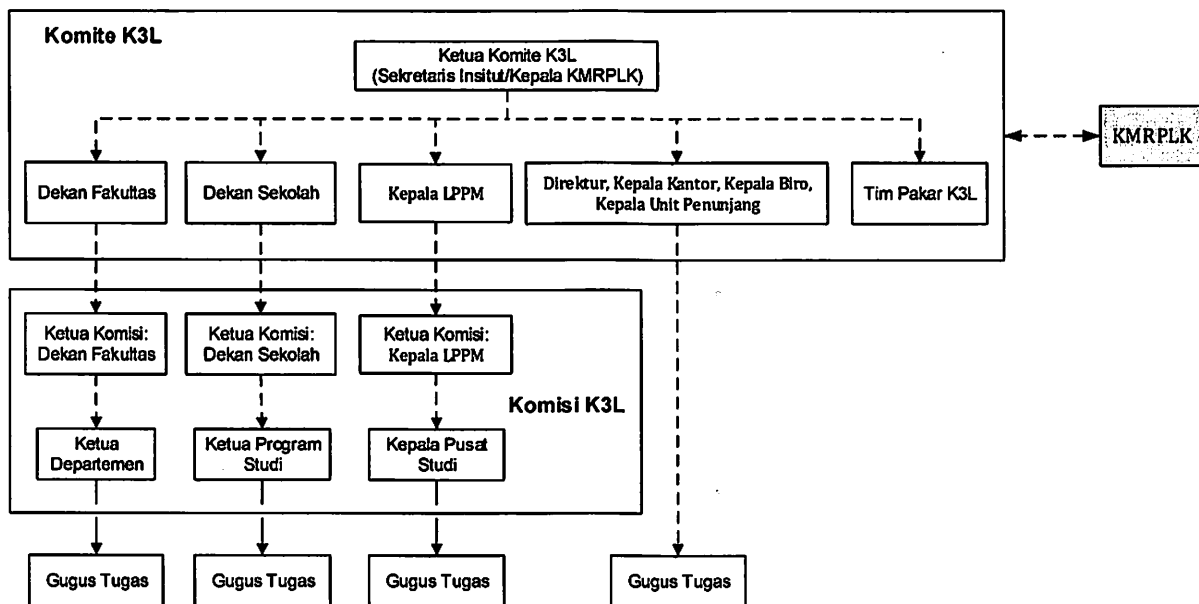 Komite K3L
Ketua Komite K3L
(Sekretaris Insitut/Kepala KMRPLK)
KMRPLK
Dekan Fakultas
Dekan Sekolah
Kepala LPPM
Direktur, Kepala Kantor, Kepala Biro,
Kepala Unit Penunjang
Tim Pakar K3L
Ketua Komisi:
Dekan Fakultas
Ketua Komisi:
Dekan Sekolah
Ketua Komisi:
Kepala LPPM
Komisi K3L
Ketua
Departemen
Ketua Program
Studi
Kepala Pusat
Studi
Gugus Tugas
Gugus Tugas
Gugus Tugas
Gugus Tugas